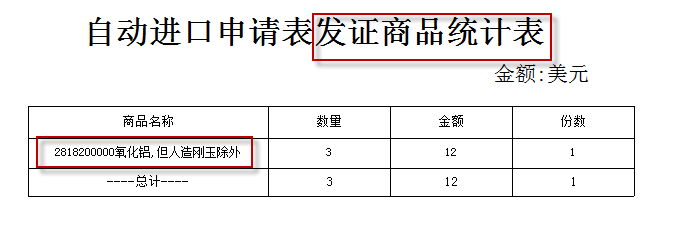 自动进口申请表发证商品统计表
金额:美元
商品名称 数量 金额 份数
2818200000氧化铝,但人造刚玉除外 3 12 1
----总计---- 3 12 1